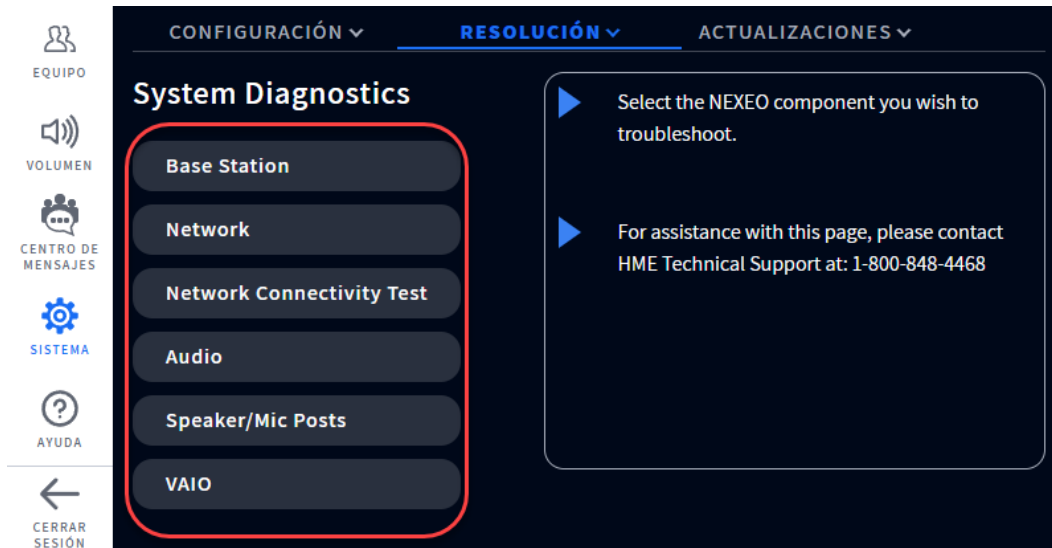 EQUIPO
VOLUMEN
CENTRO DE
MENSAJES
SISTEMA
AYUDA
CERRAR
SESIÓN
CONFIGURACIÓN
RESOLUCIÓN
ACTUALIZACIONES
System Diagnostics
Base Station
Network
Network Connectivity Test
Audio
Speaker/Mic Posts
VAIO
Select the NEXEO component you wish to
troubleshoot.
For assistance with this page, please contact
HME Technical Support at: 1-800-848-4468